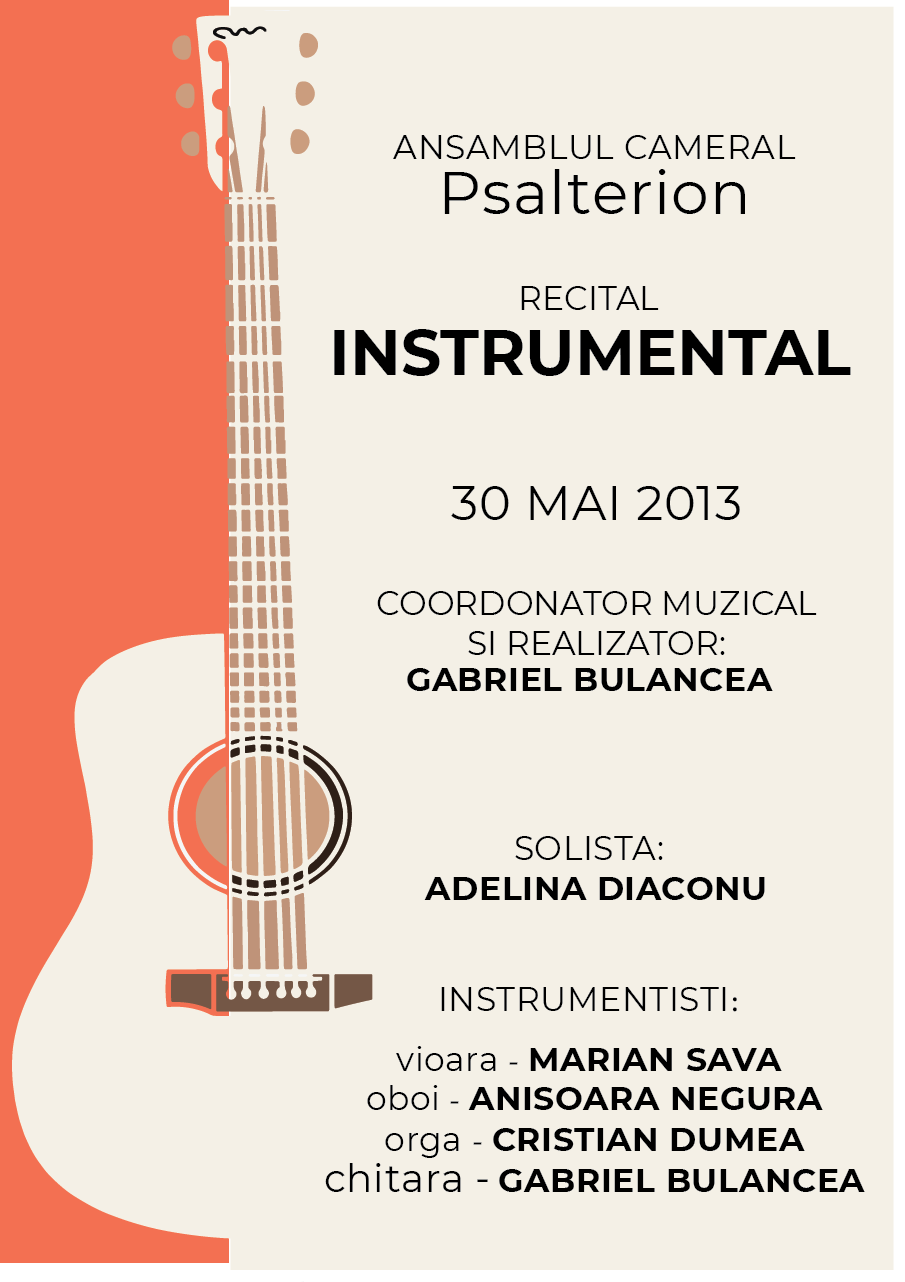 ANSAMBLUL CAMERAL
Psalterion
RECITAL
INSTRUMENTAL
30 MAI 2013
COORDONATOR MUZICAL
SI REALIZATOR:
GABRIEL BULANCEA
SOLISTA:
ADELINA DIACONU
INSTRUMENTISTI:
vioara - MARIAN SAVA
oboi - ANISOARA NEGURA
orga - CRISTIAN DUMEA
chitara - GABRIEL BULANCEA